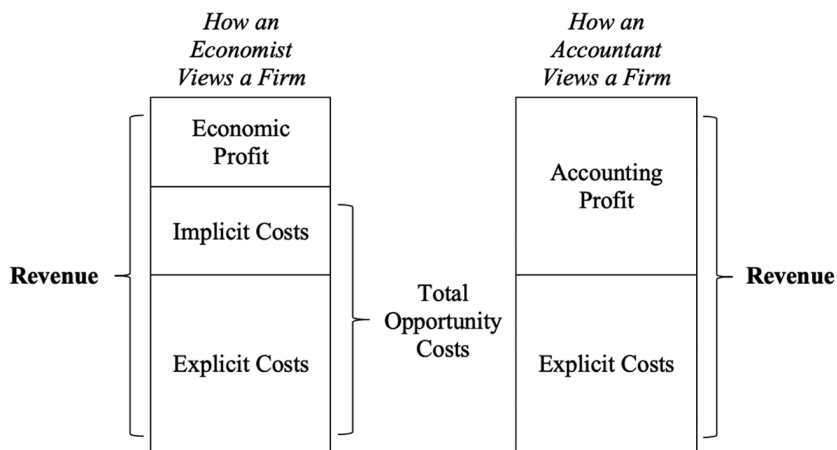 How an
Economist
Views a Firm
How an
Accountant
Views a Firm
Economic
Profit
Accounting
Profit
Implicit Costs
Revenue
Revenue
Total
Opportunity
Costs
Explicit Costs
Explicit Costs